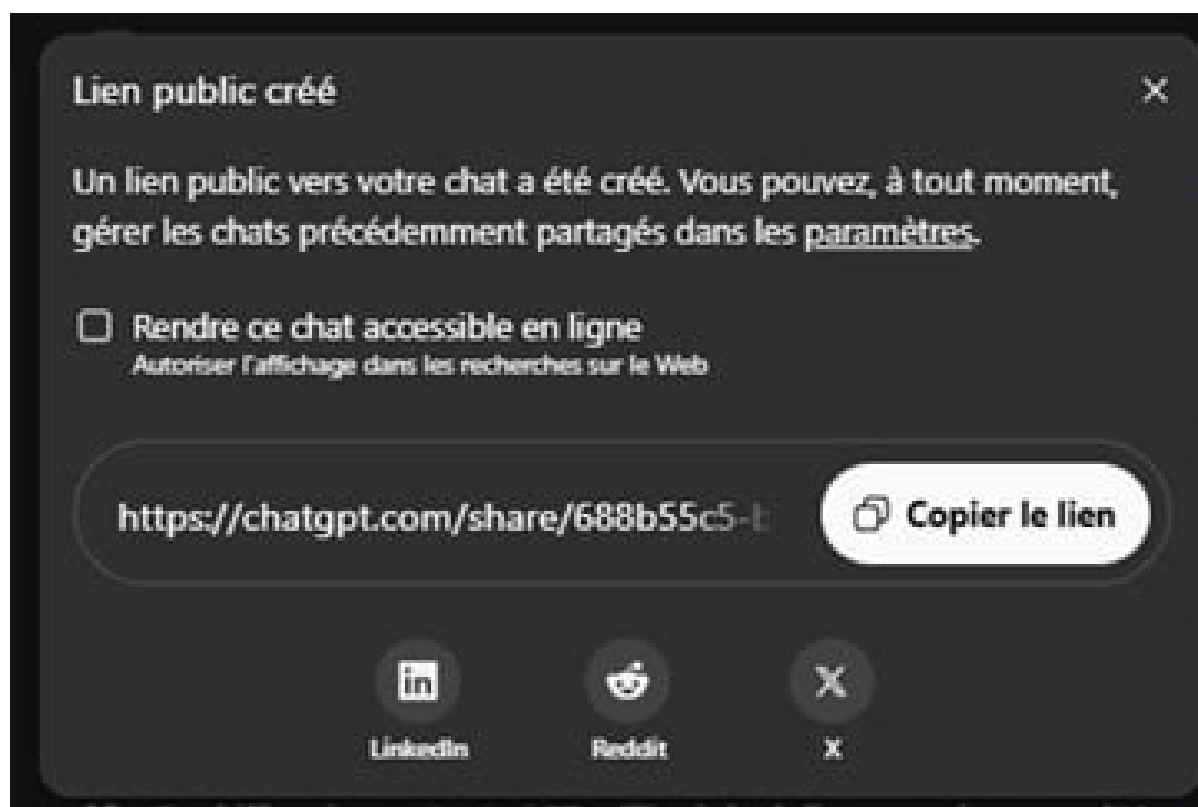 Lien public créé
Un lien public vers votre chat a été créé. Vous pouvez, à tout moment,
gérer les chats précédemment partagés dans les paramètres.
Rendre ce chat accessible en ligne
Autoriser l'affichage dans les recherches sur le Web
https://chatgpt.com/share/688b55c5-
Copier le lien
in
LinkedIn
Reddit
X
X